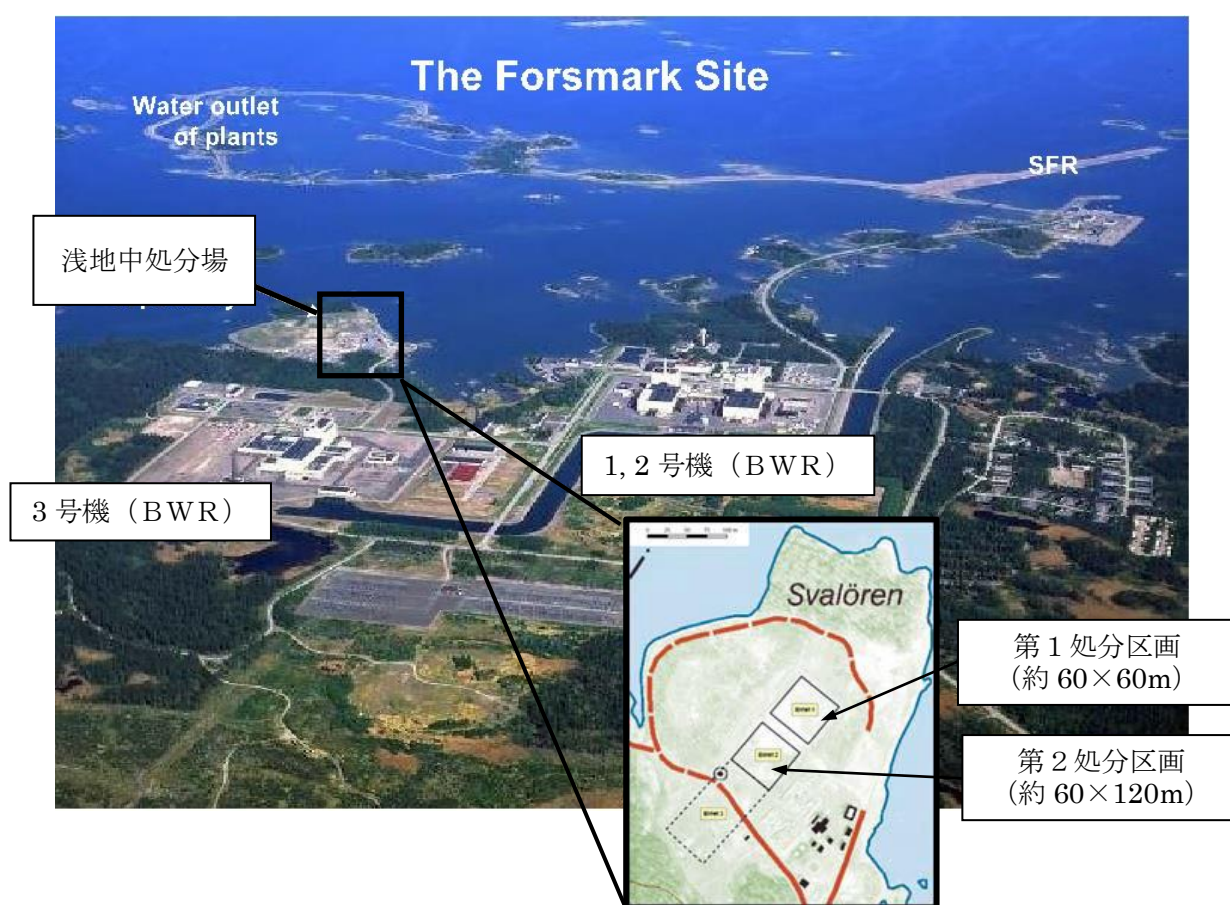 The Forsmark Site
Water outlet
of plants
SFR
浅地中処分場
1, 2 号機（ＢＷＲ）
3 号機（ＢＷＲ）
Svalören
第１処分区画
（約 60×60m）
第２処分区画
（約 60×120m）